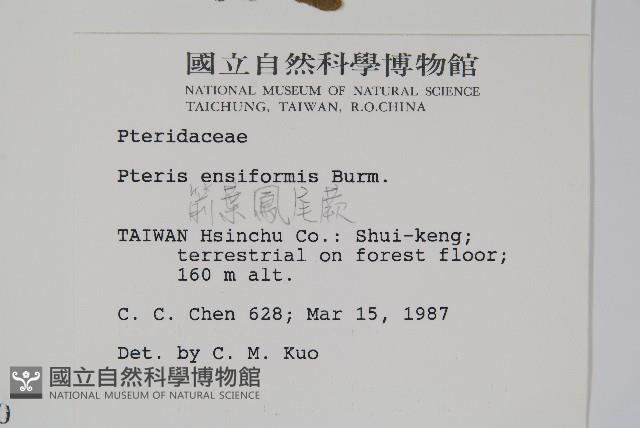 國立自然科學博物館
NATIONAL MUSEUM OF NATURAL SCIENCE
TAICHUNG, TAIWAN, R.O.CHINA
Pteridaceae
Pteris ensiformis Burm.
箭葉鳳尾蕨
TAIWAN Hsinchu Co.: Shui-keng;
terrestrial on forest floor;
160 m alt.
C. C. Chen 628; Mar 15, 1987
Det. by C. M. Kuo
國立自然科學博物館
NATIONAL MUSEUM OF NATURAL SCIENCE